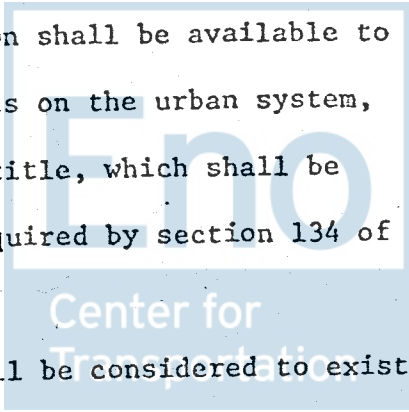 n shall be available to
s on the urban system,
title, which shall be
quired by section 134 of
Eno
Center for
Transportation
ll be considered to exist